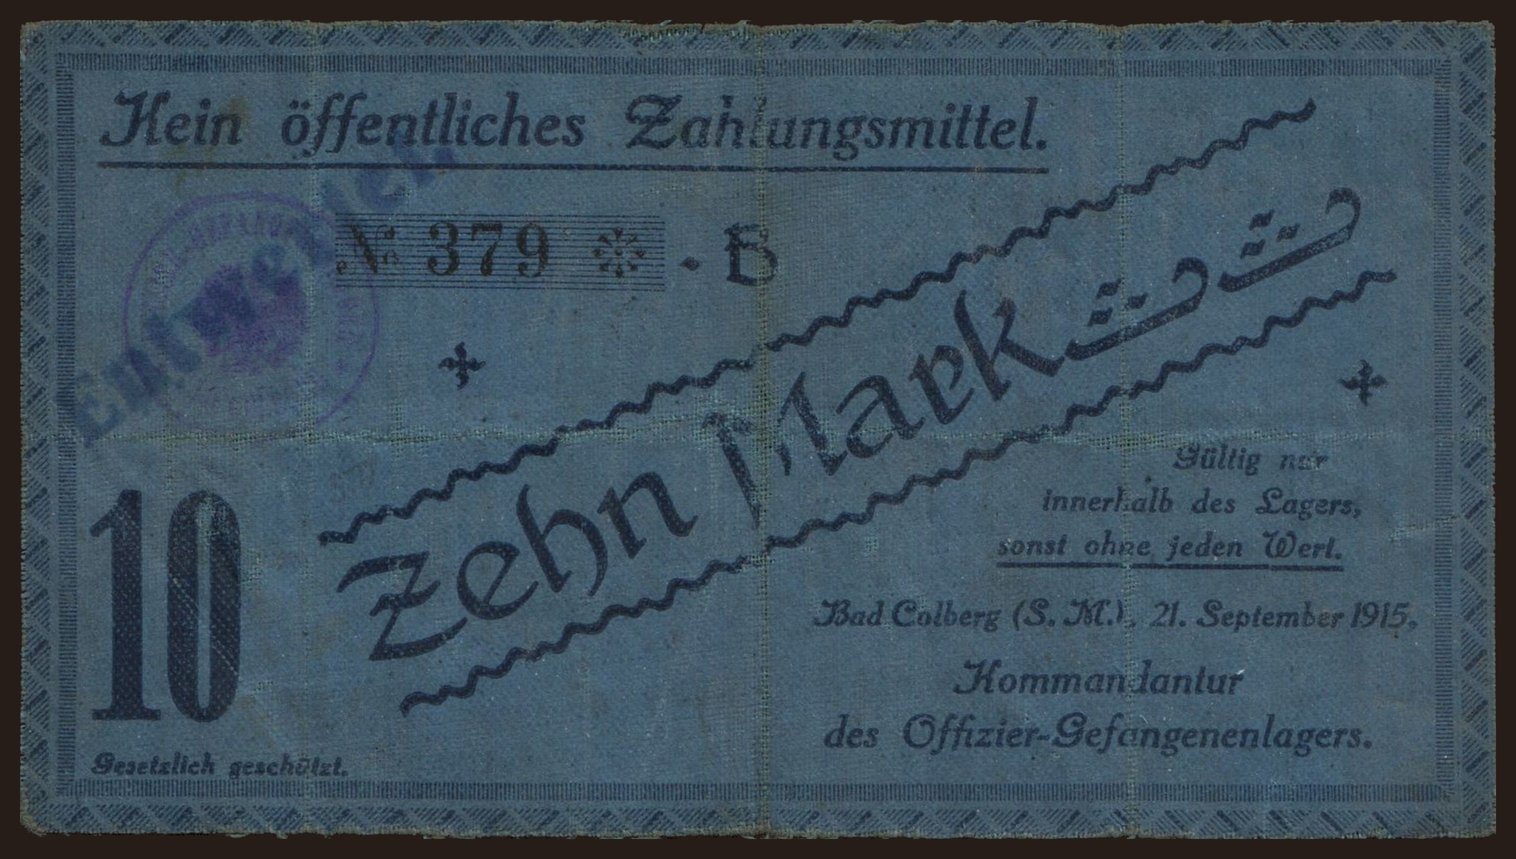 Kein öffentliches Zahlungsmittel.
№ 379 - B
Entwertet
Zehn Mark
10
Gültig nur
innerhalb des Lagers,
sonst ohne jeden Wert.
Bad Colberg (S. M.), 21. September 1915.
Kommandantur
des Offizier-Gefangenenlagers.
Gesetzlich geschützt.